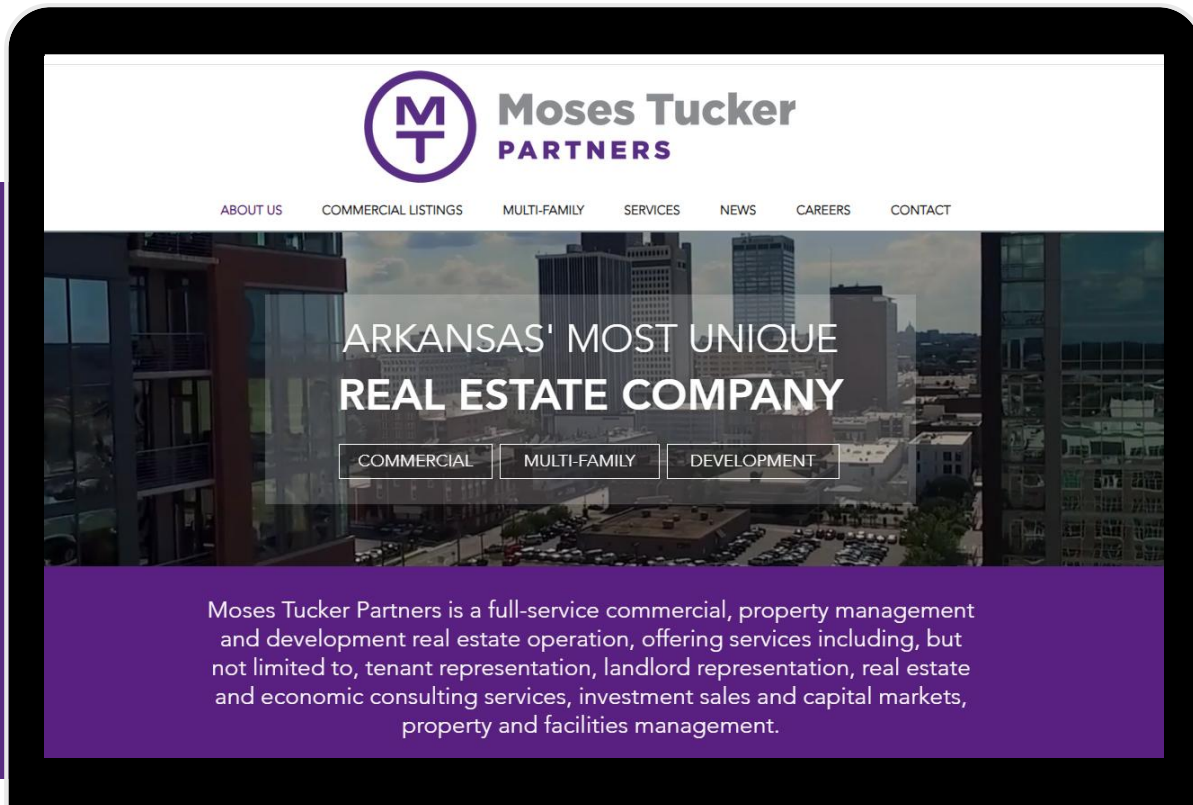 MT
Moses Tucker
PARTNERS
ABOUT US COMMERCIAL LISTINGS MULTI-FAMILY SERVICES NEWS CAREERS CONTACT
ARKANSAS' MOST UNIQUE
REAL ESTATE COMPANY
COMMERCIAL MULTI-FAMILY DEVELOPMENT
Moses Tucker Partners is a full-service commercial, property management
and development real estate operation, offering services including, but
not limited to, tenant representation, landlord representation, real estate
and economic consulting services, investment sales and capital markets,
property and facilities management.